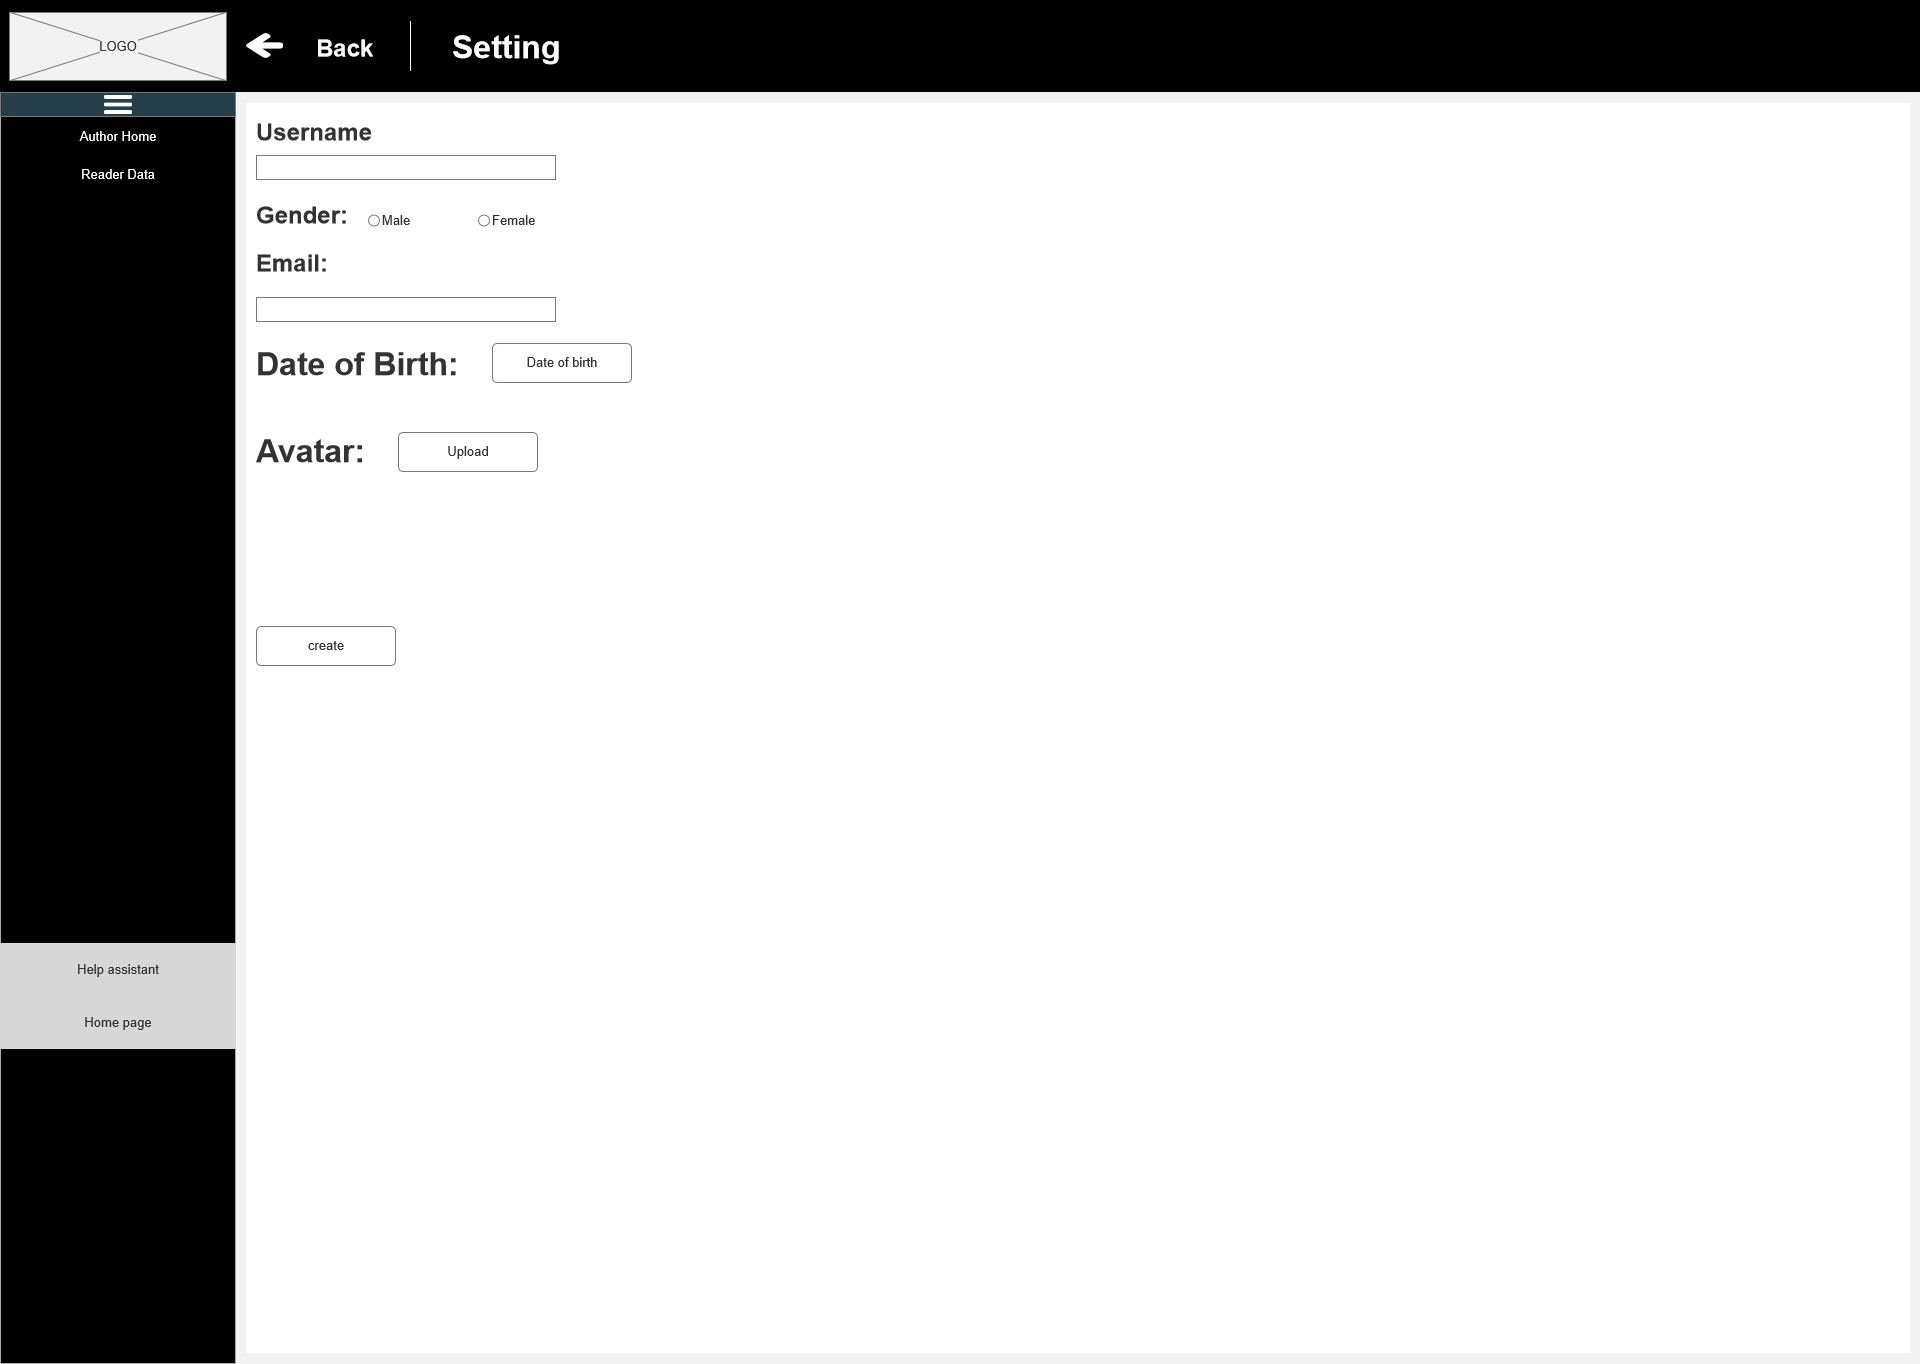 LOGO
Back
Setting
Author Home
Reader Data
Help assistant
Home page
Username
Gender:
Male
Female
Email:
Date of Birth:
Date of birth
Avatar:
Upload
create